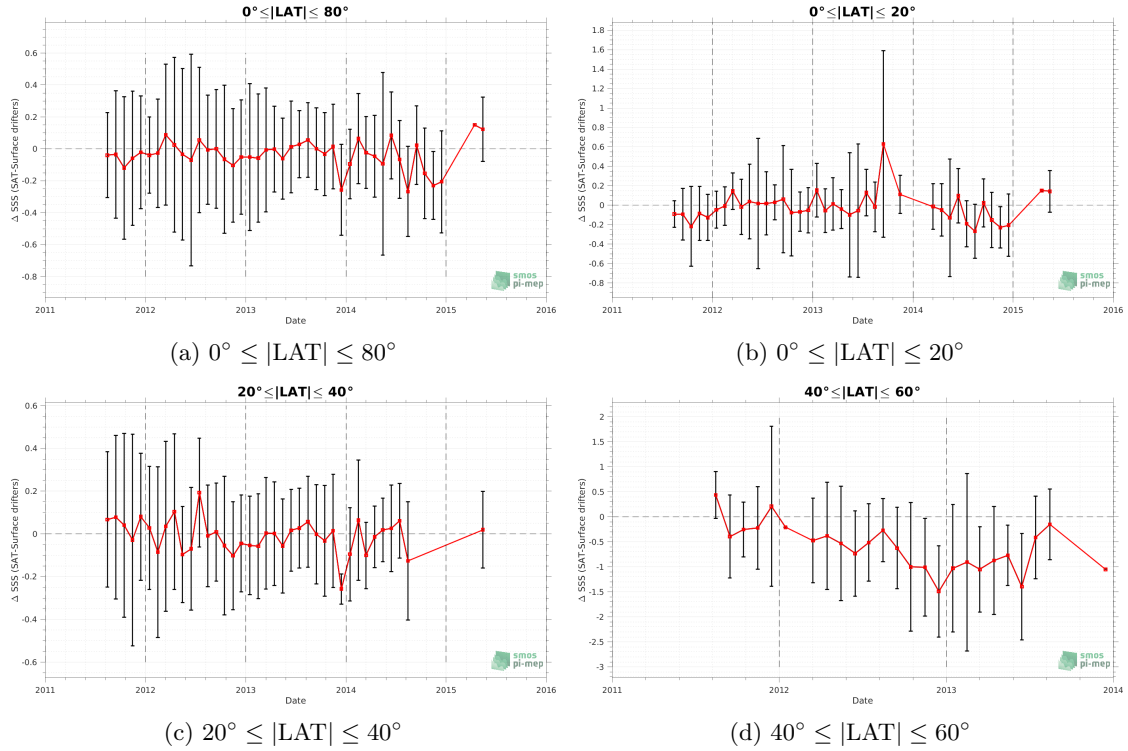 0°≤|LAT|≤ 80°
Δ SSS (SAT-Surface drifters)
0.6
0.4
0.2
0
-0.2
-0.4
-0.6
-0.8
2011
2012
2013
2014
2015
2016
Date
smos
pi-mep
(a) 0° ≤ |LAT| ≤ 80°
0°≤|LAT|≤ 20°
Δ SSS (SAT-Surface drifters)
1.8
1.6
1.4
1.2
1
0.8
0.6
0.4
0.2
0
-0.2
-0.4
-0.6
-0.8
2011
2012
2013
2014
2015
2016
Date
smos
pi-mep
(b) 0° ≤ |LAT| ≤ 20°
20°≤|LAT|≤ 40°
Δ SSS (SAT-Surface drifters)
0.6
0.4
0.2
0
-0.2
-0.4
-0.6
2011
2012
2013
2014
2015
2016
Date
smos
pi-mep
(c) 20° ≤ |LAT| ≤ 40°
40°≤|LAT|≤ 60°
Δ SSS (SAT-Surface drifters)
2
1.5
1
0.5
0
-0.5
-1
-1.5
-2
-2.5
-3
2011
2012
2013
2014
Date
smos
pi-mep
(d) 40° ≤ |LAT| ≤ 60°